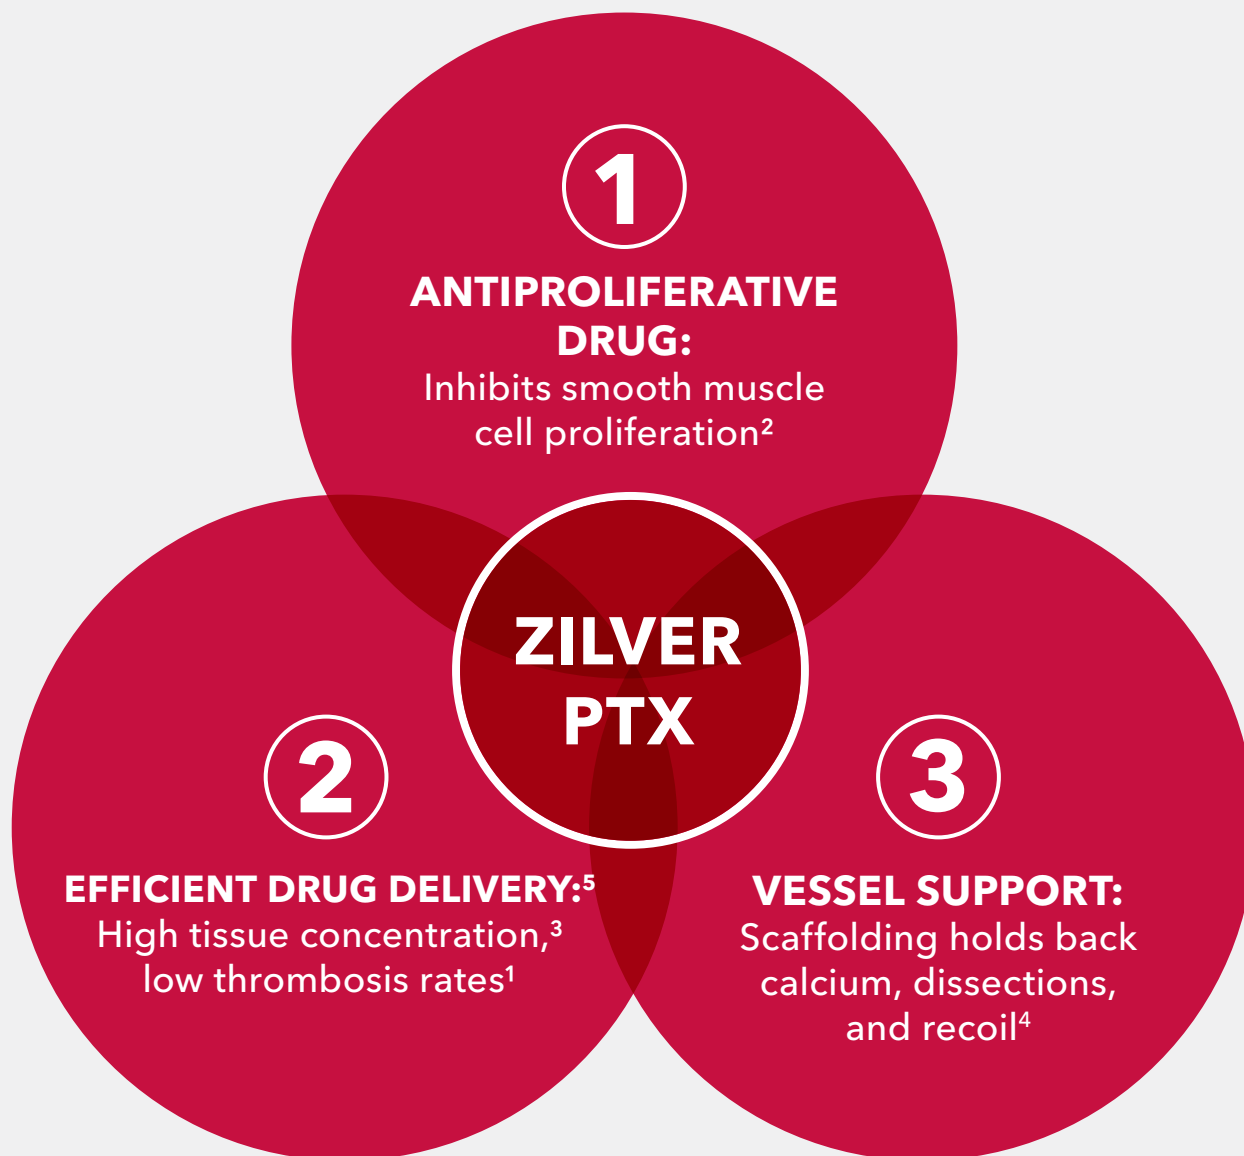 1
ANTIPROLIFERATIVE
DRUG:
Inhibits smooth muscle
cell proliferation²
ZILVER
PTX
2
EFFICIENT DRUG DELIVERY:⁵
High tissue concentration,³
low thrombosis rates¹
3
VESSEL SUPPORT:
Scaffolding holds back
calcium, dissections,
and recoil⁴